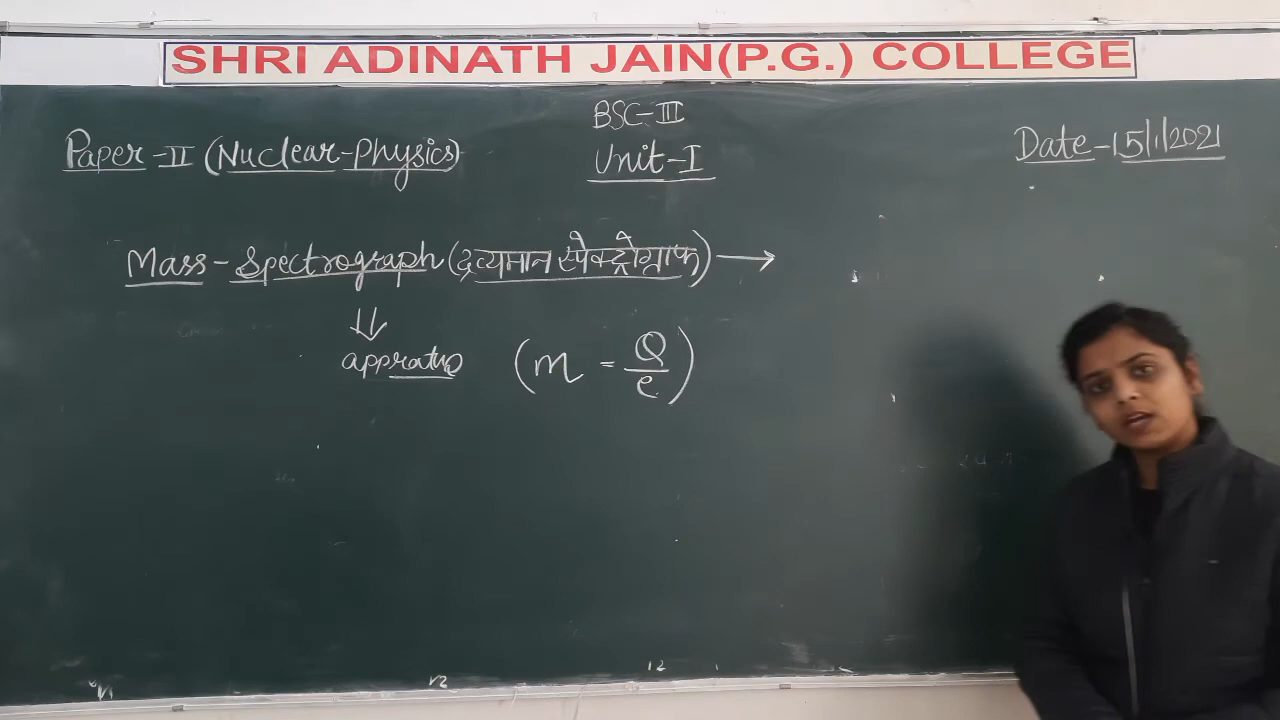 SHRI ADINATH JAIN(P.G.) COLLEGE
BSC-III
Paper-II (Nuclear-Physics)
Unit-I
Date-15/1/2021
Mass-Spectrograph (द्रव्यमान स्पेक्ट्रोग्राफ) →
⇓
appratus (m = Q/e)